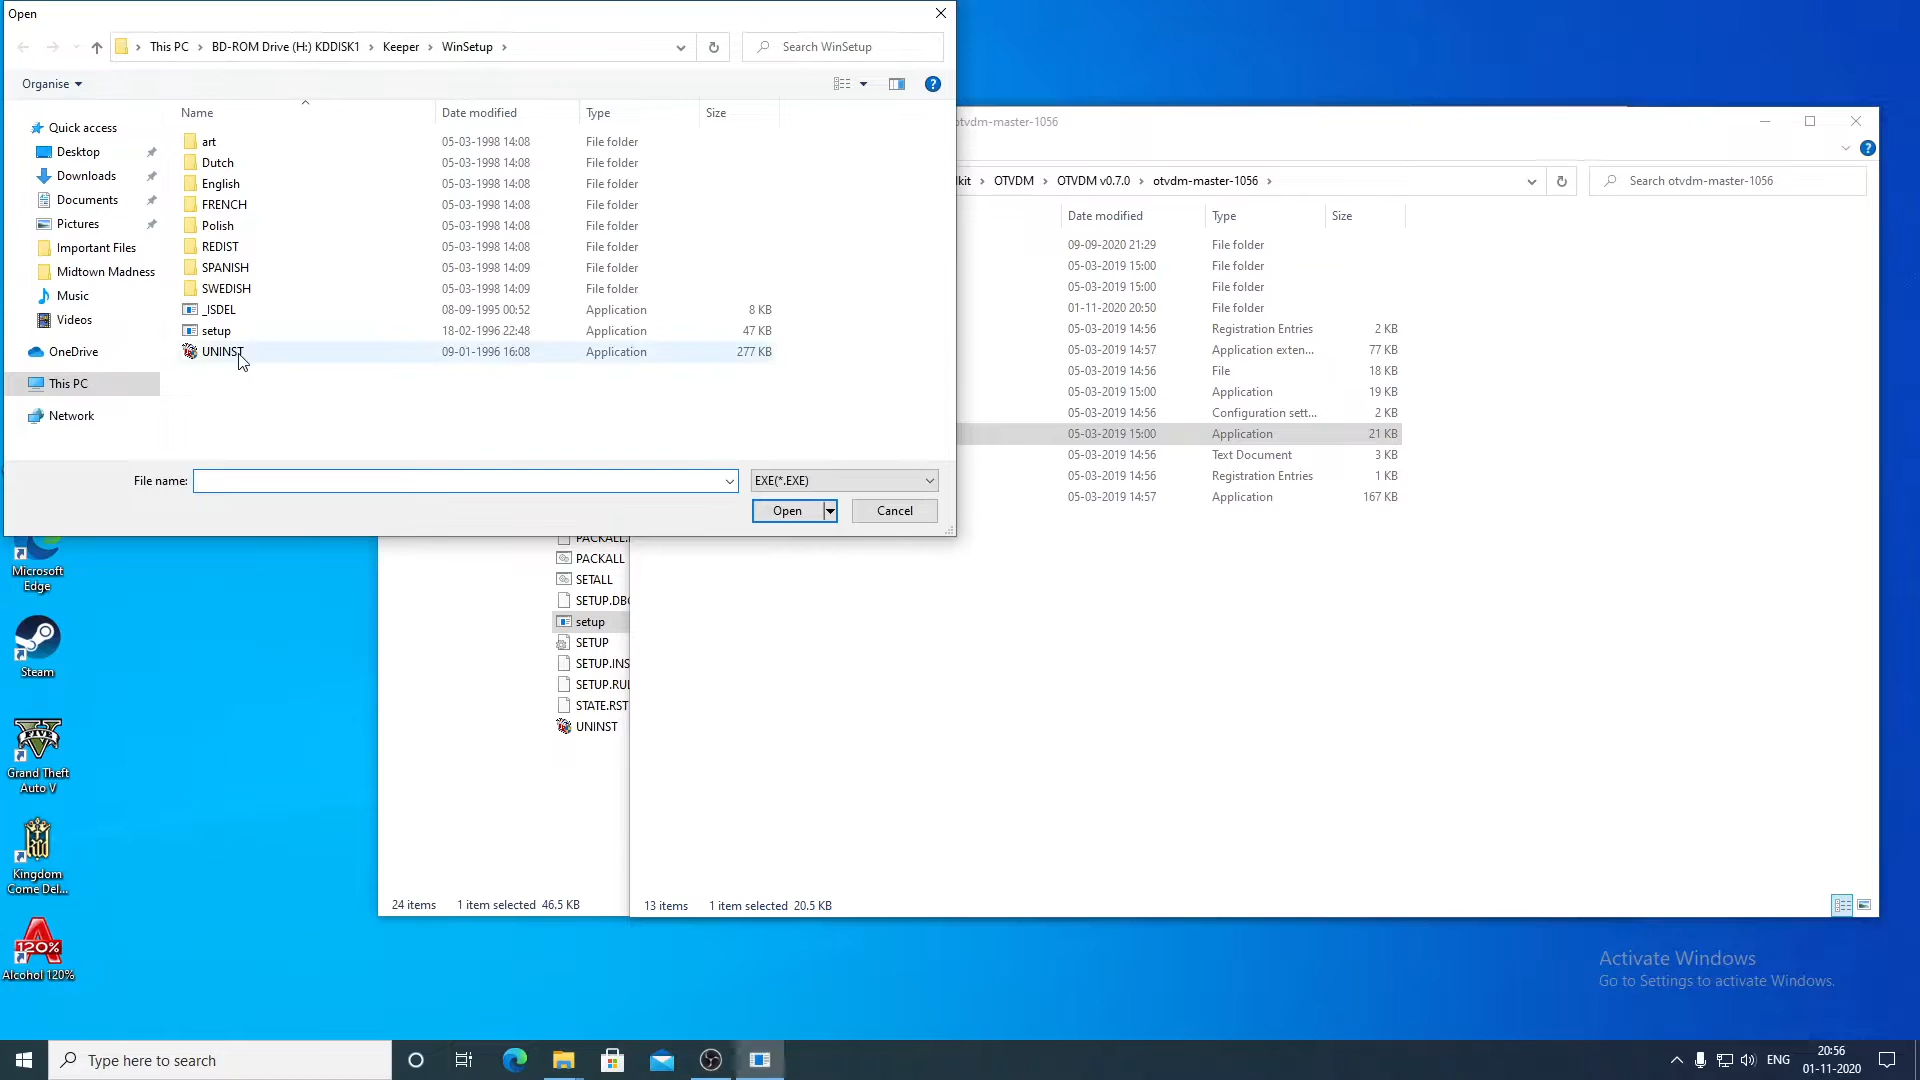 Open
This PC > BD-ROM Drive (H:) KDDISK1 > Keeper > WinSetup >
Search WinSetup
Organise
Name Date modified Type Size
Quick access
Desktop
Downloads
Documents
Pictures
Important Files
Midtown Madness
Music
Videos
OneDrive
This PC
Network
art 05-03-1998 14:08 File folder
Dutch 05-03-1998 14:08 File folder
English 05-03-1998 14:08 File folder
FRENCH 05-03-1998 14:08 File folder
Polish 05-03-1998 14:08 File folder
REDIST 05-03-1998 14:08 File folder
SPANISH 05-03-1998 14:09 File folder
SWEDISH 05-03-1998 14:09 File folder
_ISDEL 08-09-1995 00:52 Application 8 KB
setup 18-02-1996 22:48 Application 47 KB
UNINST 09-01-1996 16:08 Application 277 KB
File name:
EXE(*.EXE)
Open Cancel
otvdm-master-1056
kit > OTVDM > OTVDM v0.7.0 > otvdm-master-1056 >
Search otvdm-master-1056
Date modified Type Size
09-09-2020 21:29 File folder
05-03-2019 15:00 File folder
05-03-2019 15:00 File folder
01-11-2020 20:50 File folder
05-03-2019 14:56 Registration Entries 2 KB
05-03-2019 14:57 Application exten... 77 KB
05-03-2019 14:56 File 18 KB
05-03-2019 15:00 Application 19 KB
05-03-2019 14:56 Configuration sett... 2 KB
05-03-2019 15:00 Application 21 KB
05-03-2019 14:56 Text Document 3 KB
05-03-2019 14:56 Registration Entries 1 KB
05-03-2019 14:57 Application 167 KB
PACKALL.
PACKALL
SETALL
SETUP.DB
setup
SETUP
SETUP.INS
SETUP.RUL
STATE.RST
UNINST
24 items 1 item selected 46.5 KB
13 items 1 item selected 20.5 KB
Microsoft
Edge
Steam
FIVE
Grand Theft
Auto V
Kingdom
Come Del...
120%
Alcohol 120%
Activate Windows
Go to Settings to activate Windows.
Type here to search
ENG
20:56
01-11-2020